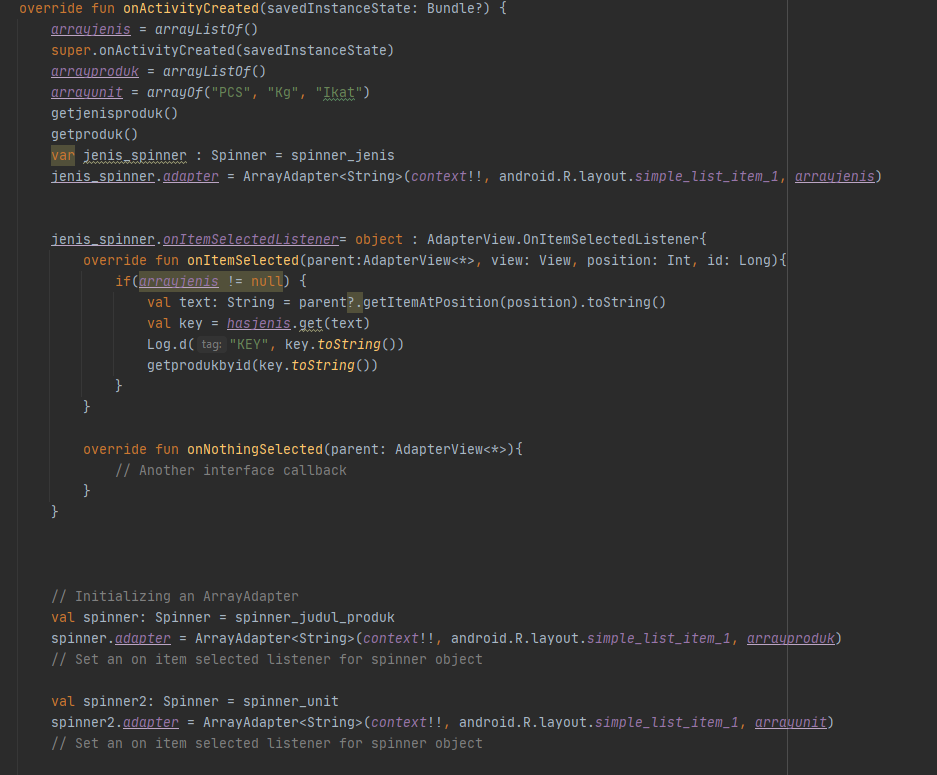 override fun onActivityCreated(savedInstanceState: Bundle?) {
arrayjenis = arrayListOf()
super.onActivityCreated(savedInstanceState)
arrayproduk = arrayListOf()
arrayunit = arrayOf("PCS", "Kg", "Ikat")
getjenisproduk()
getproduk()
var jenis_spinner : Spinner = spinner_jenis
jenis_spinner.adapter = ArrayAdapter<String>(context!!, android.R.layout.simple_list_item_1, arrayjenis)
jenis_spinner.onItemSelectedListener= object : AdapterView.OnItemSelectedListener{
override fun onItemSelected(parent:AdapterView<*>, view: View, position: Int, id: Long){
if(arrayjenis != null) {
val text: String = parent?.getItemAtPosition(position).toString()
val key = hasjenis.get(text)
Log.d( tag: "KEY", key.toString())
getprodukbyid(key.toString())
}
}
override fun onNothingSelected(parent: AdapterView<*>){
// Another interface callback
}
}
// Initializing an ArrayAdapter
val spinner: Spinner = spinner_judul_produk
spinner.adapter = ArrayAdapter<String>(context!!, android.R.layout.simple_list_item_1, arrayproduk)
// Set an on item selected listener for spinner object
val spinner2: Spinner = spinner_unit
spinner2.adapter = ArrayAdapter<String>(context!!, android.R.layout.simple_list_item_1, arrayunit)
// Set an on item selected listener for spinner object